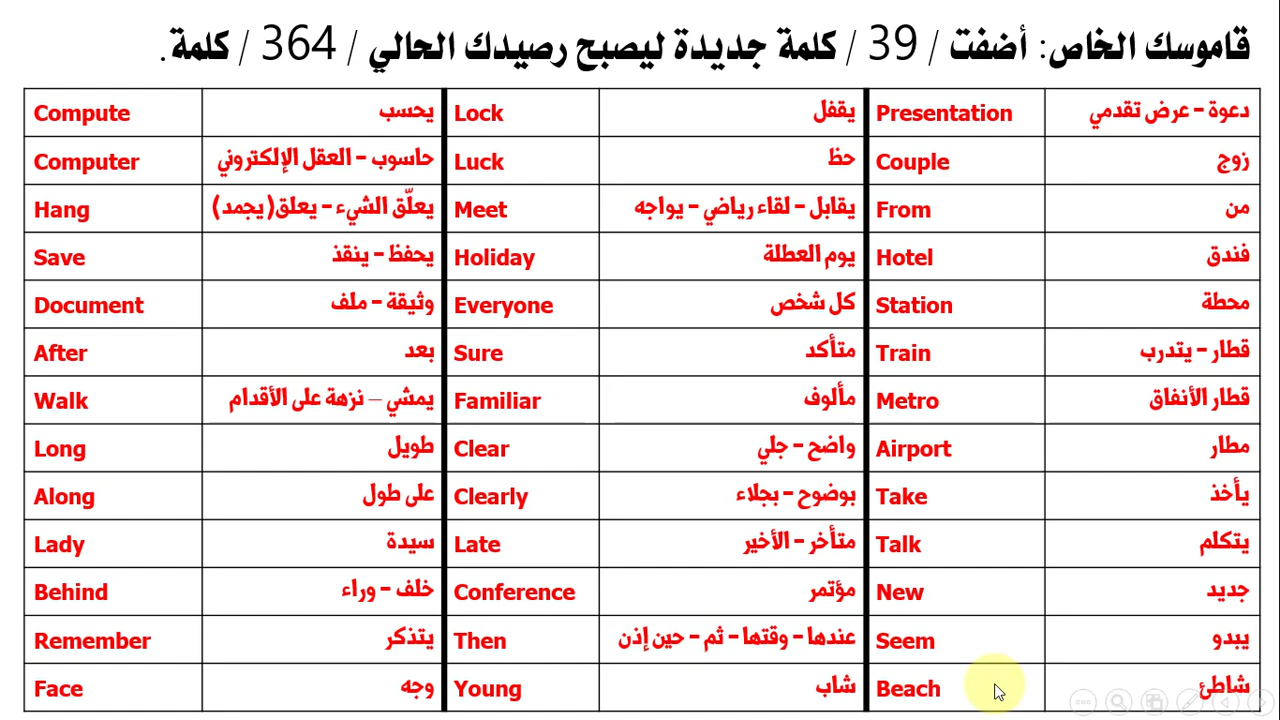 قاموسك الخاص: أضفت / 39 / كلمة جديدة ليصبح رصيدك الحالي / 364 / كلمة.
Compute يحسب Lock يقفل Presentation دعوة - عرض تقدمي
Computer حاسوب - العقل الإلكتروني Luck حظ Couple زوج
Hang يعلّق الشيء - يعلق(يجمد) Meet يقابل - لقاء رياضي - يواجه From من
Save يحفظ - ينقذ Holiday يوم العطلة Hotel فندق
Document وثيقة - ملف Everyone كل شخص Station محطة
After بعد Sure متأكد Train قطار - يتدرب
Walk يمشي – نزهة على الأقدام Familiar مألوف Metro قطار الأنفاق
Long طويل Clear واضح - جلي Airport مطار
Along على طول Clearly بوضوح - بجلاء Take يأخذ
Lady سيدة Late متأخر - الأخير Talk يتكلم
Behind خلف - وراء Conference مؤتمر New جديد
Remember يتذكر Then عندها - وقتها - ثم - حين إذن Seem يبدو
Face وجه Young شاب Beach شاطئ